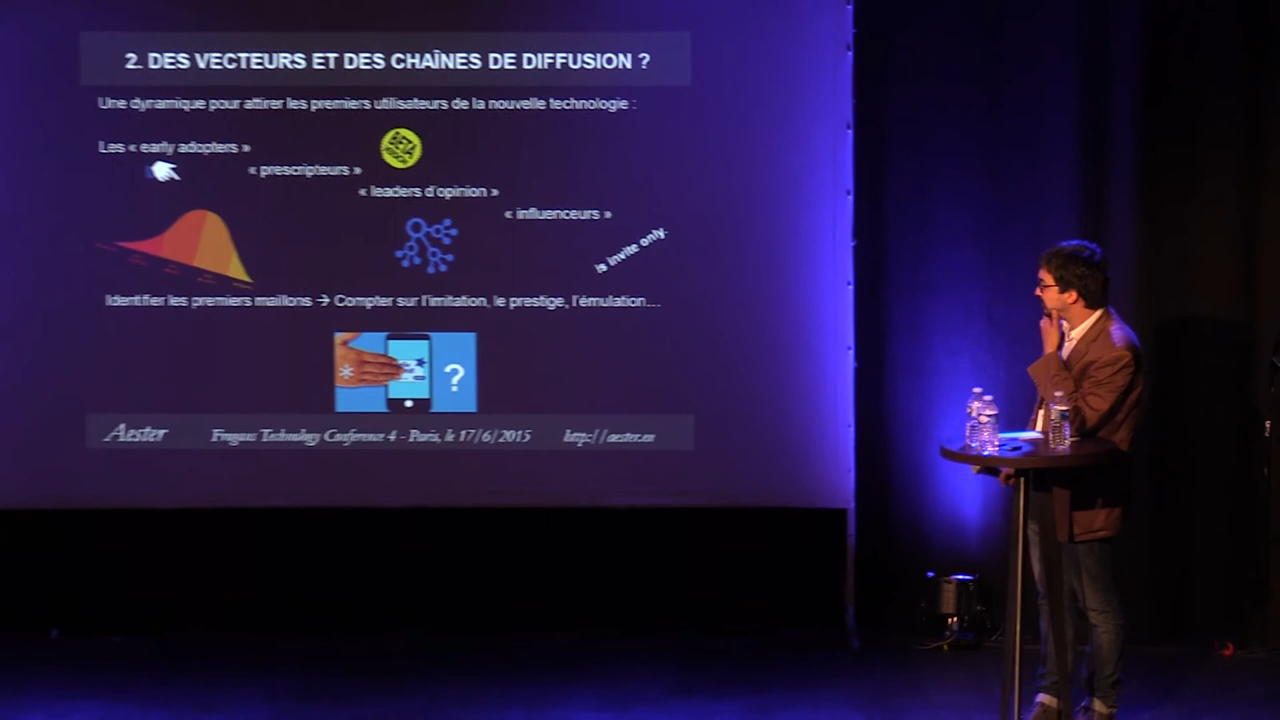 2. DES VECTEURS ET DES CHAÎNES DE DIFFUSION ?
Une dynamique pour attirer les premiers utilisateurs de la nouvelle technologie :
Les « early adopters »
« prescripteurs »
« leaders d'opinion »
« influenceurs »
is invite only.
Identifier les premiers maillons → Compter sur l'imitation, le prestige, l'émulation…
* ?
Aester Frogans Technology Conference 4 - Paris, le 17/6/2015 http://aester.eu